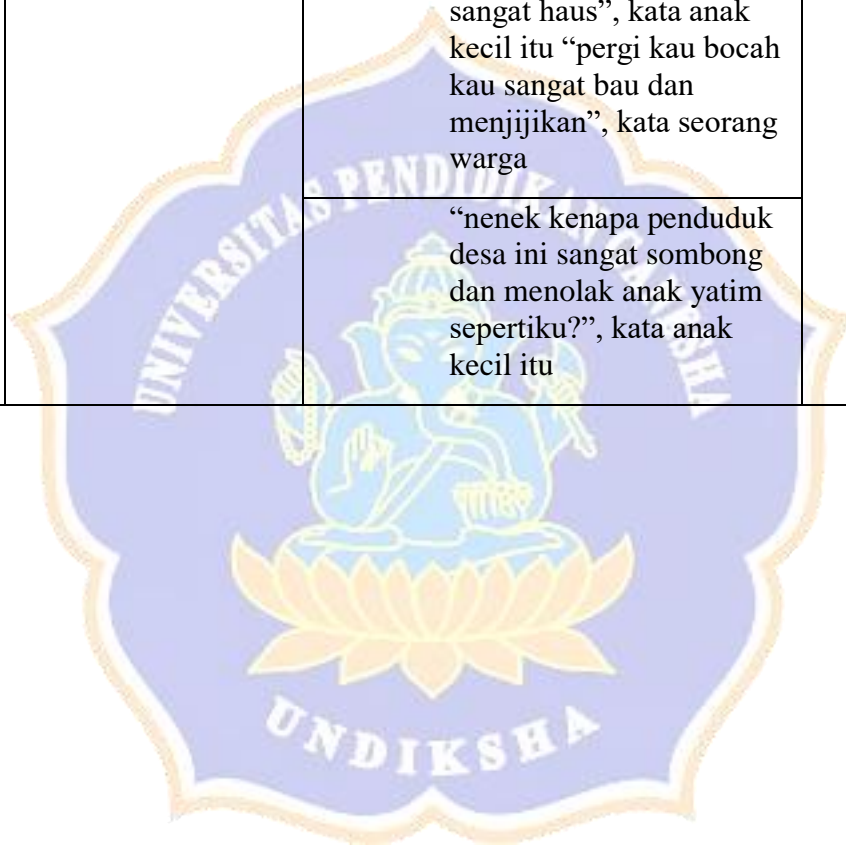 sangat haus”, kata anak
kecil itu “pergi kau bocah
kau sangat bau dan
menjijikan”, kata seorang
warga
“nenek kenapa penduduk
desa ini sangat sombong
dan menolak anak yatim
sepertiku?”, kata anak
kecil itu
UNIVERSITAS PENDIDIKAN GANESHA
UNDIKSHA